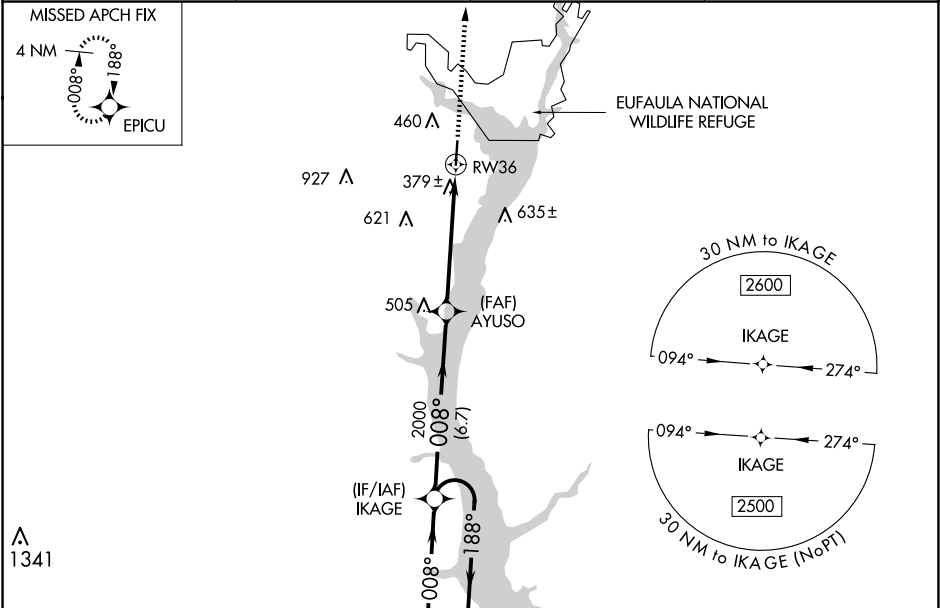 MISSED APCH FIX
4 NM
008°
188°
EPICU
EUFAULA NATIONAL
WILDLIFE REFUGE
460
RW36
927
379±
621
635±
505
(FAF)
AYUSO
2000
008°
(6.7)
(IF/IAF)
IKAGE
188°
008°
1341
30 NM to IKAGE
2600
IKAGE
094°
274°
094°
274°
IKAGE
2500
30 NM to IKAGE (NoPT)